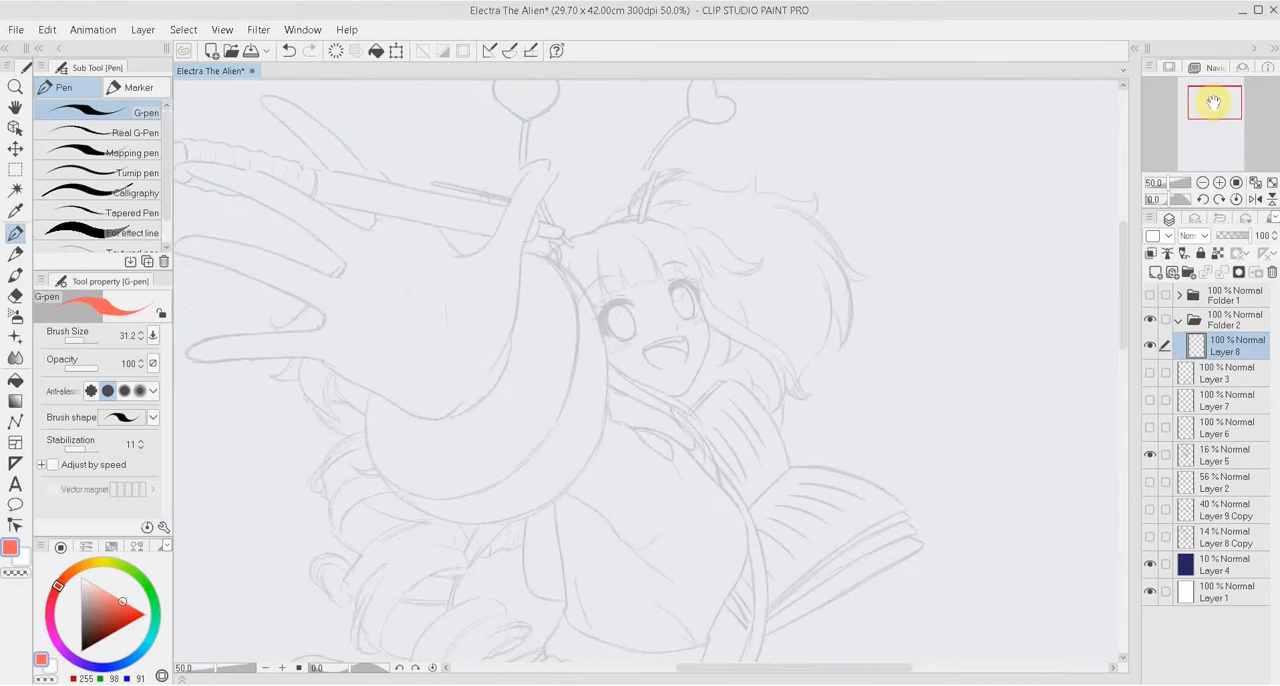 Electra The Alien* (29.70 x 42.00cm 300dpi 50.0%) - CLIP STUDIO PAINT PRO
File Edit Animation Layer Select View Filter Window Help
Sub Tool [Pen]
Electra The Alien*
Navic
Pen Marker
G-pen
Real G-Pen
Mapping pen
Turnip pen
Calligraphy
Tapered Pen
For effect line
Tool property [G-pen]
G-pen
Brush Size 31.2
Opacity 100
Anti-aliasi
Brush shape
Stabilization 11
Adjust by speed
Vector magnet
255 98 91
50.0 0.0
50.0
0.0
Norm 100
100 % Normal
Folder 1
100 % Normal
Folder 2
100 % Normal
Layer 8
100 % Normal
Layer 3
100 % Normal
Layer 7
100 % Normal
Layer 6
16 % Normal
Layer 5
56 % Normal
Layer 2
40 % Normal
Layer 9 Copy
14 % Normal
Layer 8 Copy
10 % Normal
Layer 4
100 % Normal
Layer 1